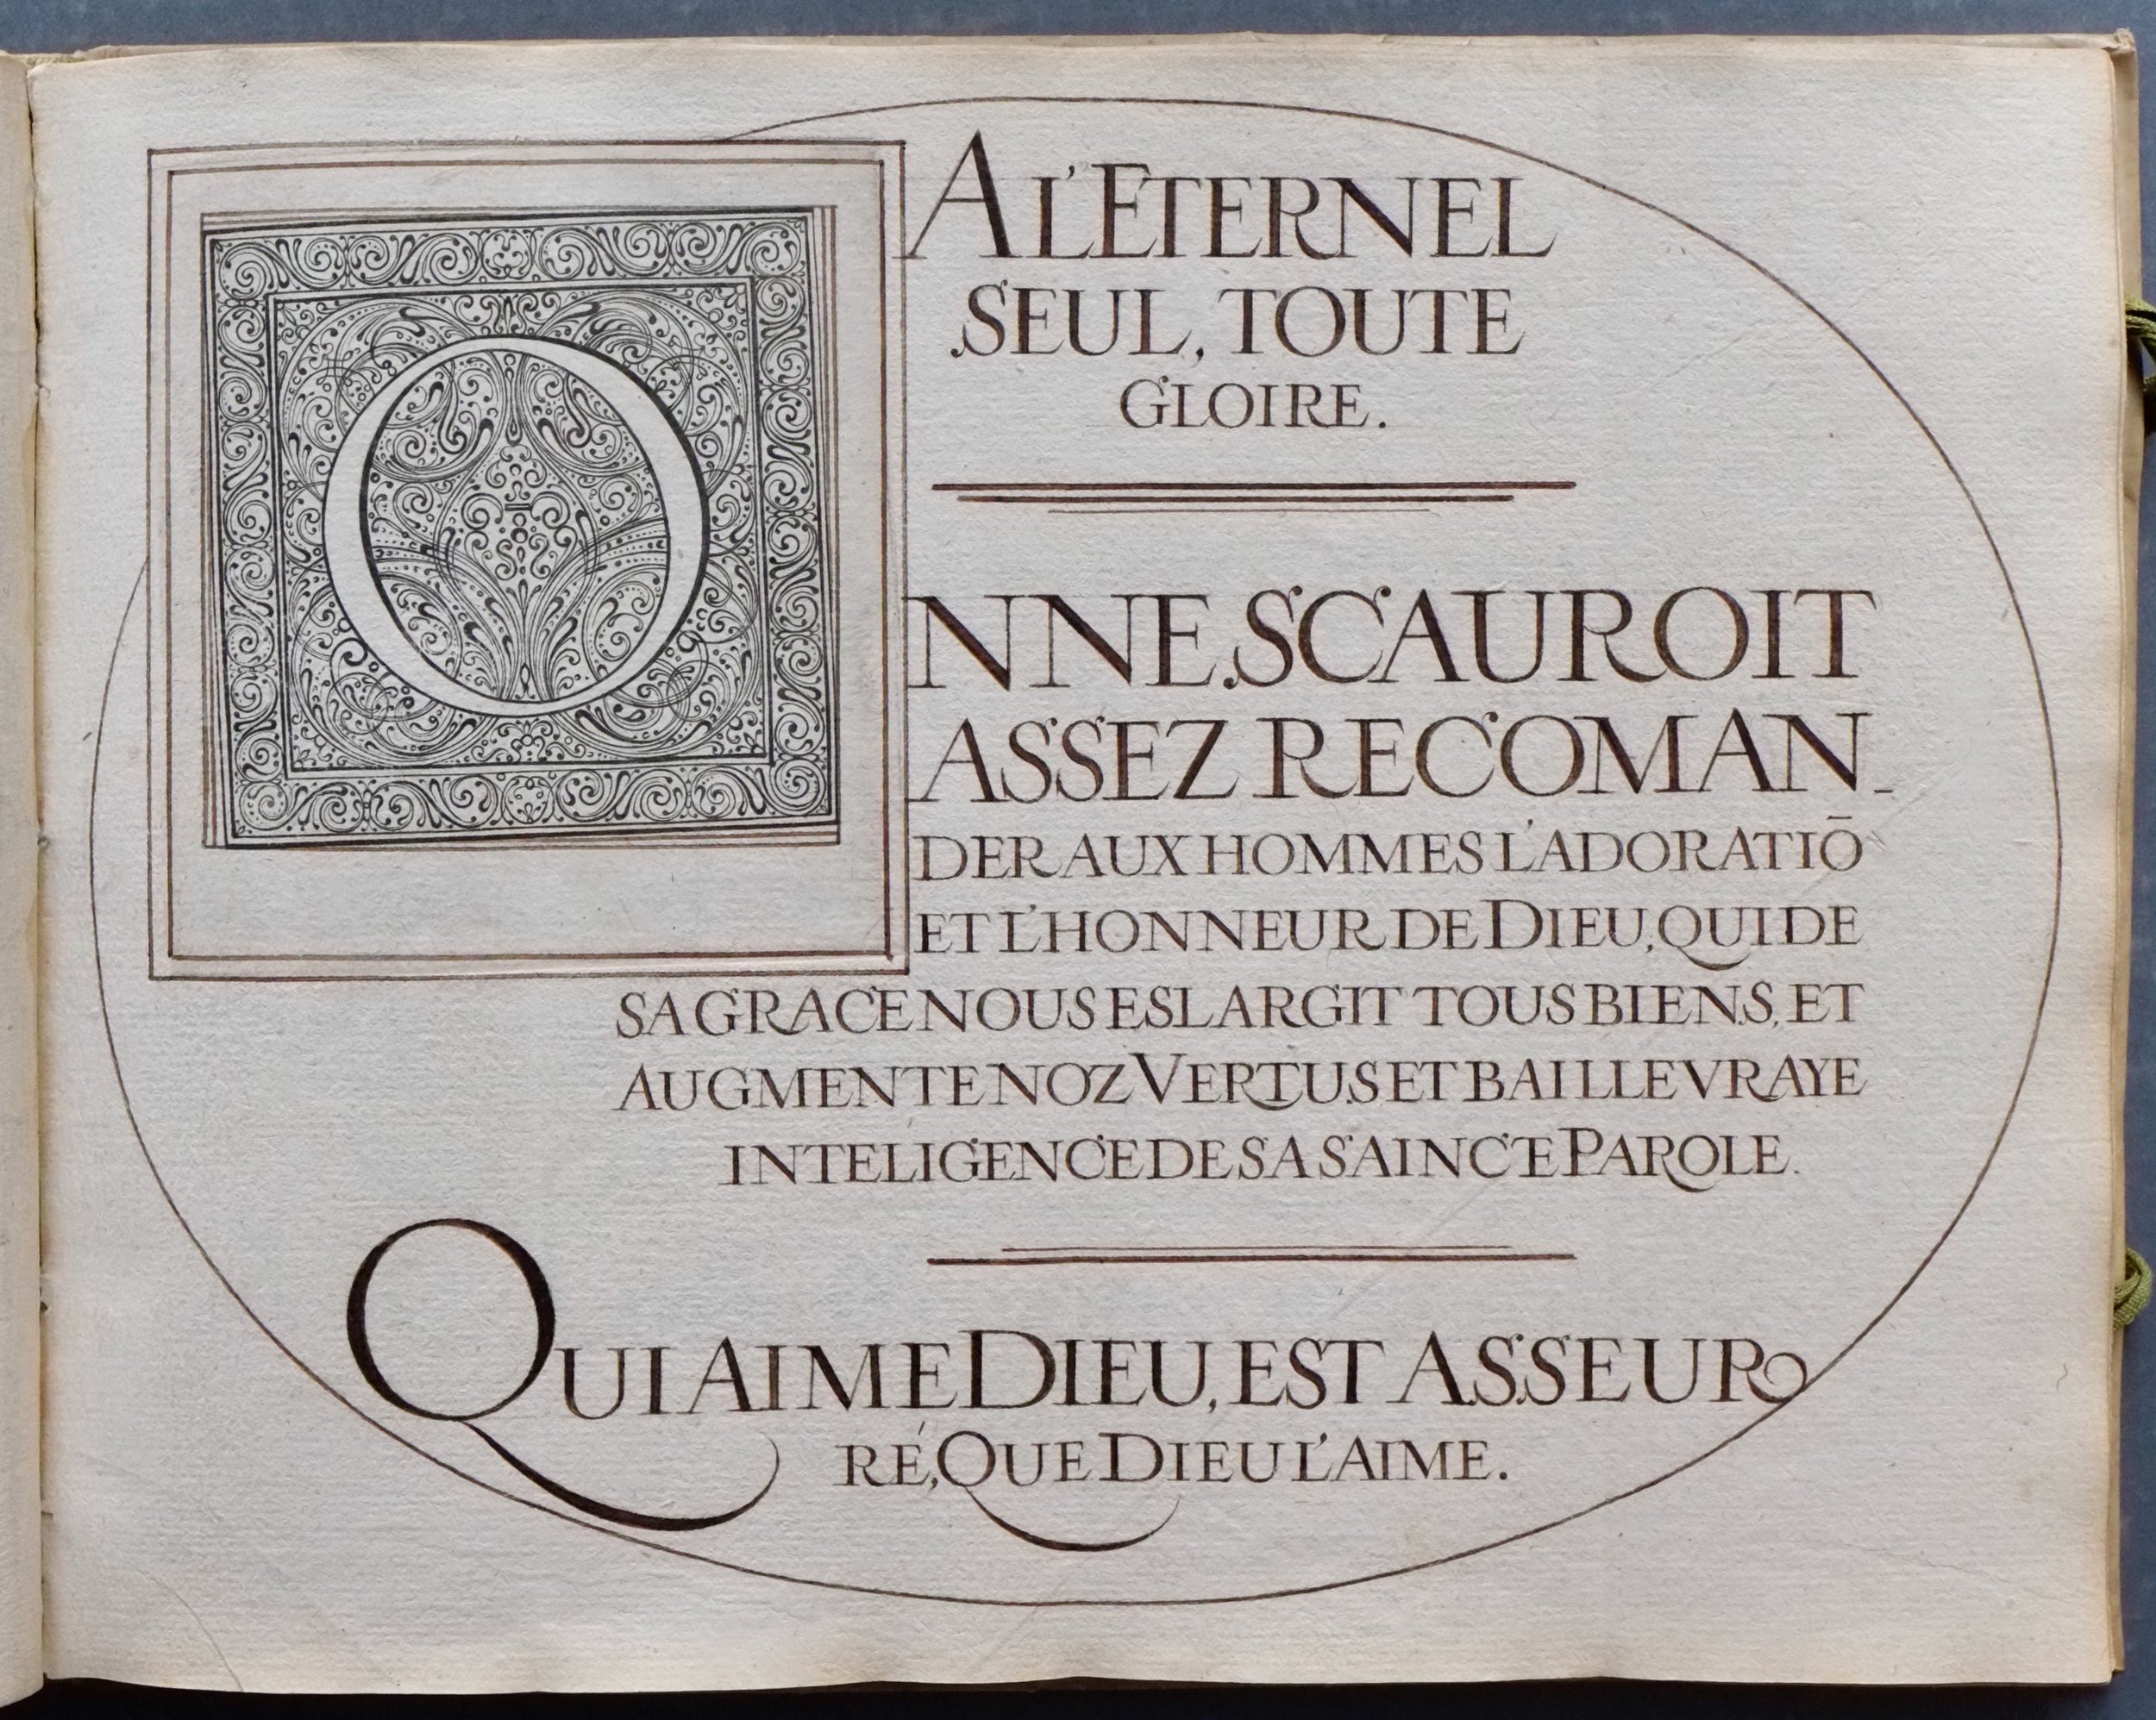 A L'ETERNEL
SEUL, TOUTE
GLOIRE.
ON NE SCAUROIT
ASSEZ RECOMAN-
DER AUX HOMMES L'ADORATIŌ
ET L'HONNEUR DE DIEU, QUI DE
SA GRACE NOUS ESLARGIT TOUS BIENS, ET
AUGMENTE NOZ VERTUS ET BAILLE VRAYE
INTELIGENCE DE SA SAINCTE PAROLE.
QUI AIME DIEU, EST ASSEUR
RÉ, QUE DIEU L'AIME.